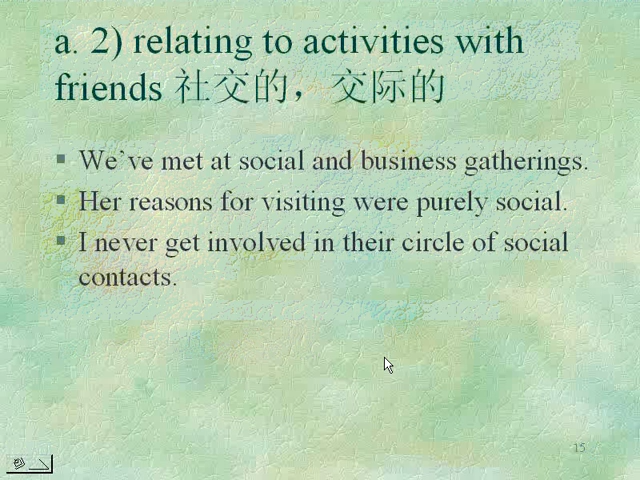 a. 2) relating to activities with
friends 社交的，交际的
▪ We`ve met at social and business gatherings.
▪ Her reasons for visiting were purely social.
▪ I never get involved in their circle of social
contacts.
15